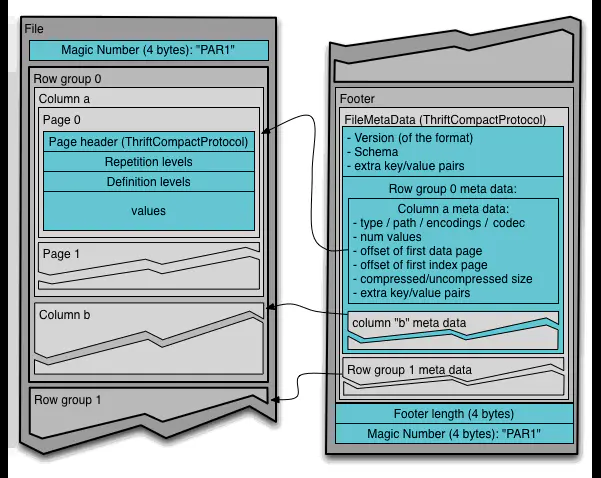 File
Magic Number (4 bytes): "PAR1"
Row group 0
Column a
Page 0
Page header (ThriftCompactProtocol)
Repetition levels
Definition levels
values
Page 1
Column b
Row group 1
Footer
FileMetaData (ThriftCompactProtocol)
- Version (of the format)
- Schema
- extra key/value pairs
Row group 0 meta data:
Column a meta data:
- type / path / encodings / codec
- num values
- offset of first data page
- offset of first index page
- compressed/uncompressed size
- extra key/value pairs
column "b" meta data
Row group 1 meta data
Footer length (4 bytes)
Magic Number (4 bytes): "PAR1"